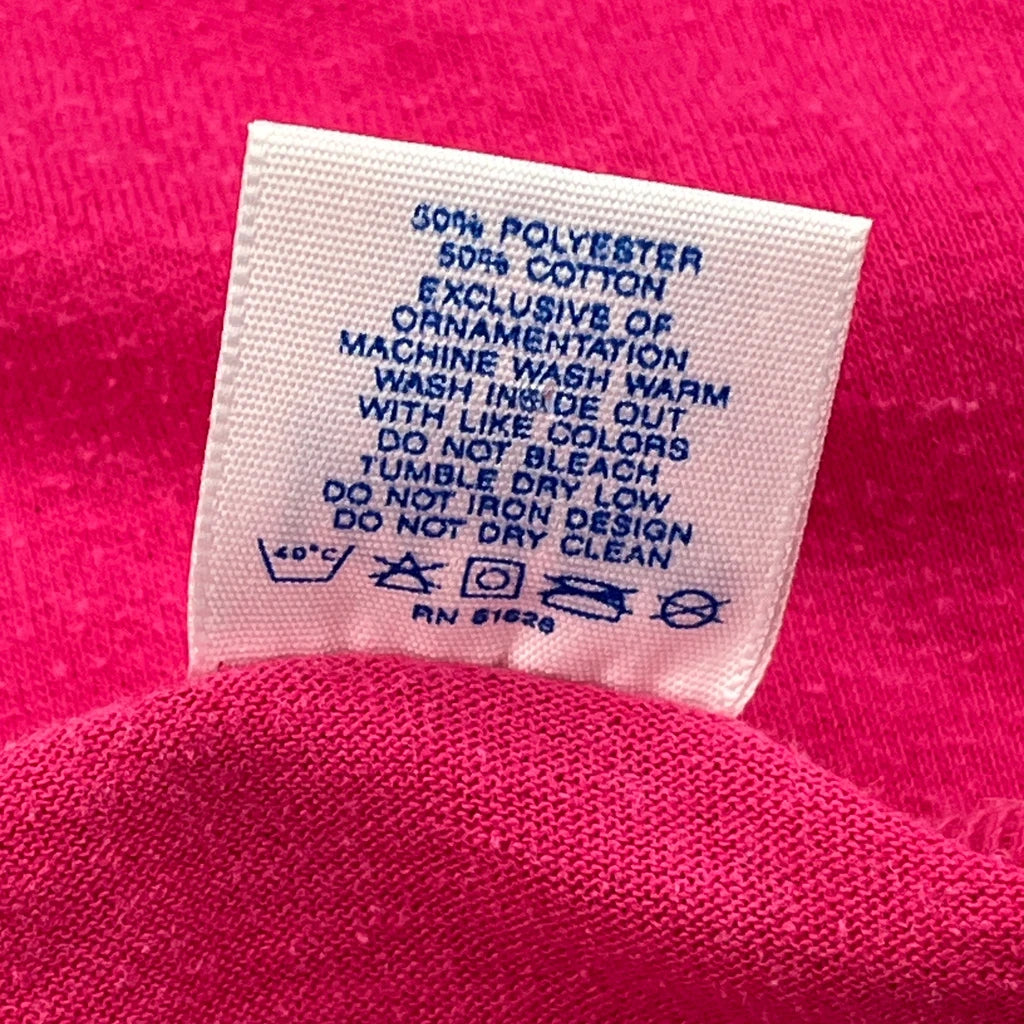 50% POLYESTER
50% COTTON
EXCLUSIVE OF
ORNAMENTATION
MACHINE WASH WARM
WASH INSIDE OUT
WITH LIKE COLORS
DO NOT BLEACH
TUMBLE DRY LOW
DO NOT IRON DESIGN
DO NOT DRY CLEAN
40°C
RN 61628